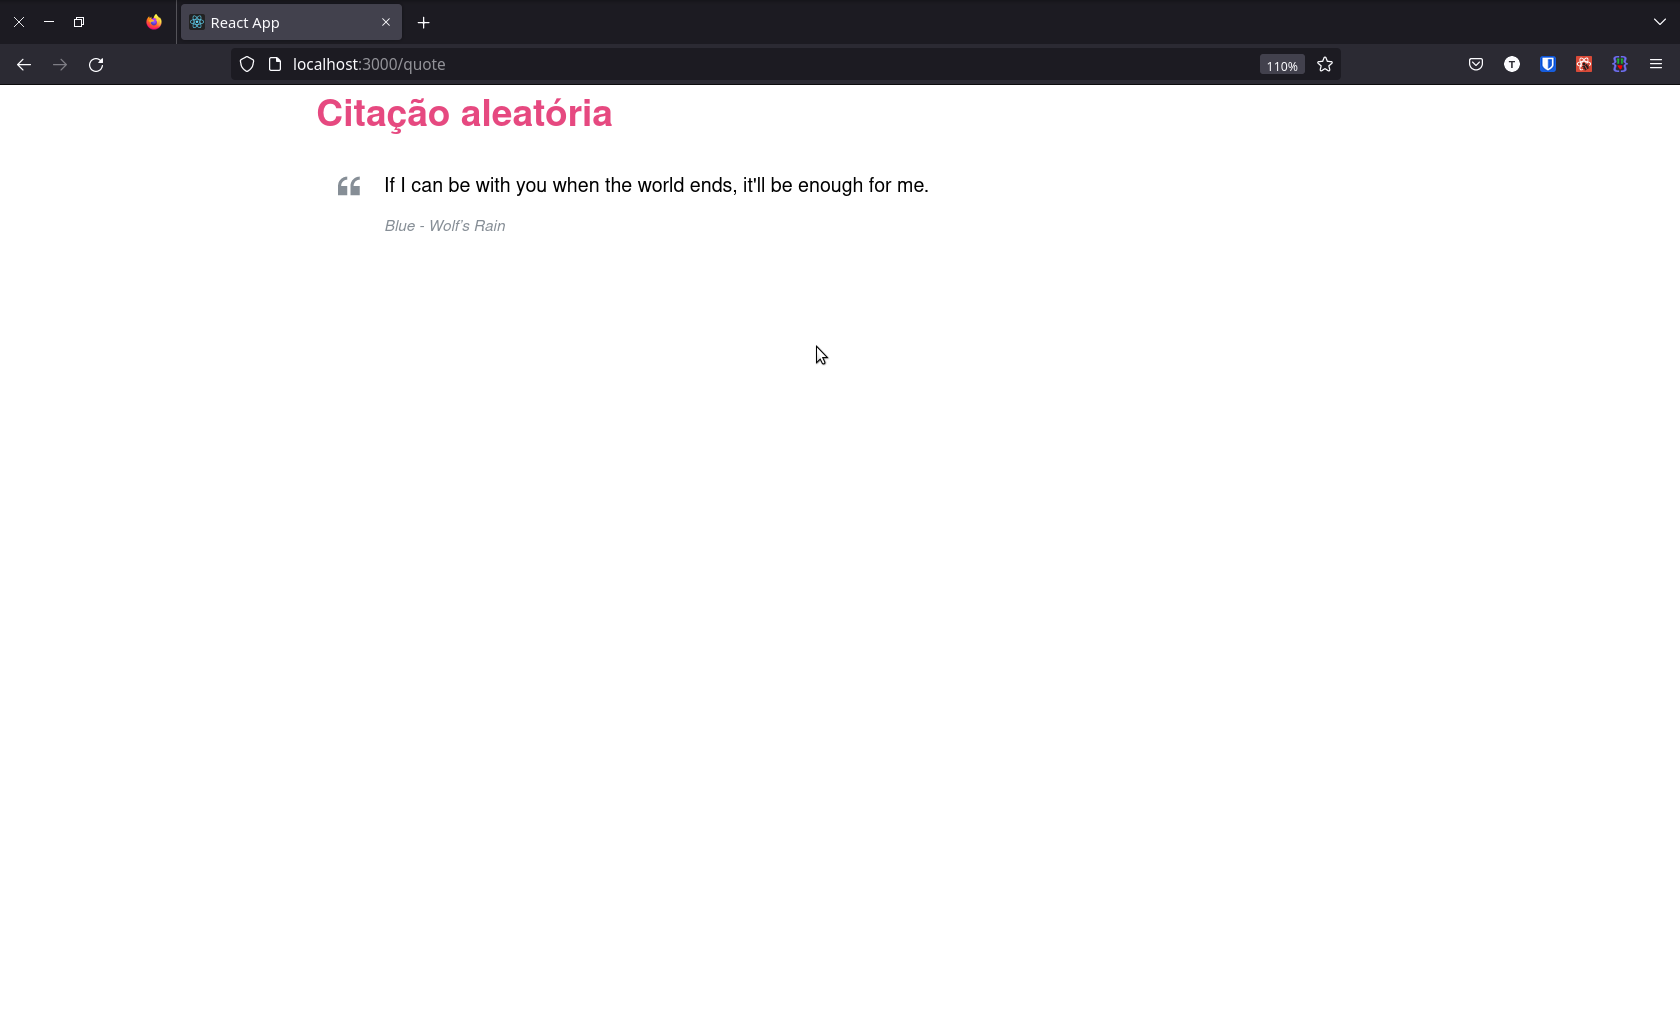 React App
localhost:3000/quote
110%
T
Citação aleatória
If I can be with you when the world ends, it'll be enough for me.
Blue - Wolf's Rain